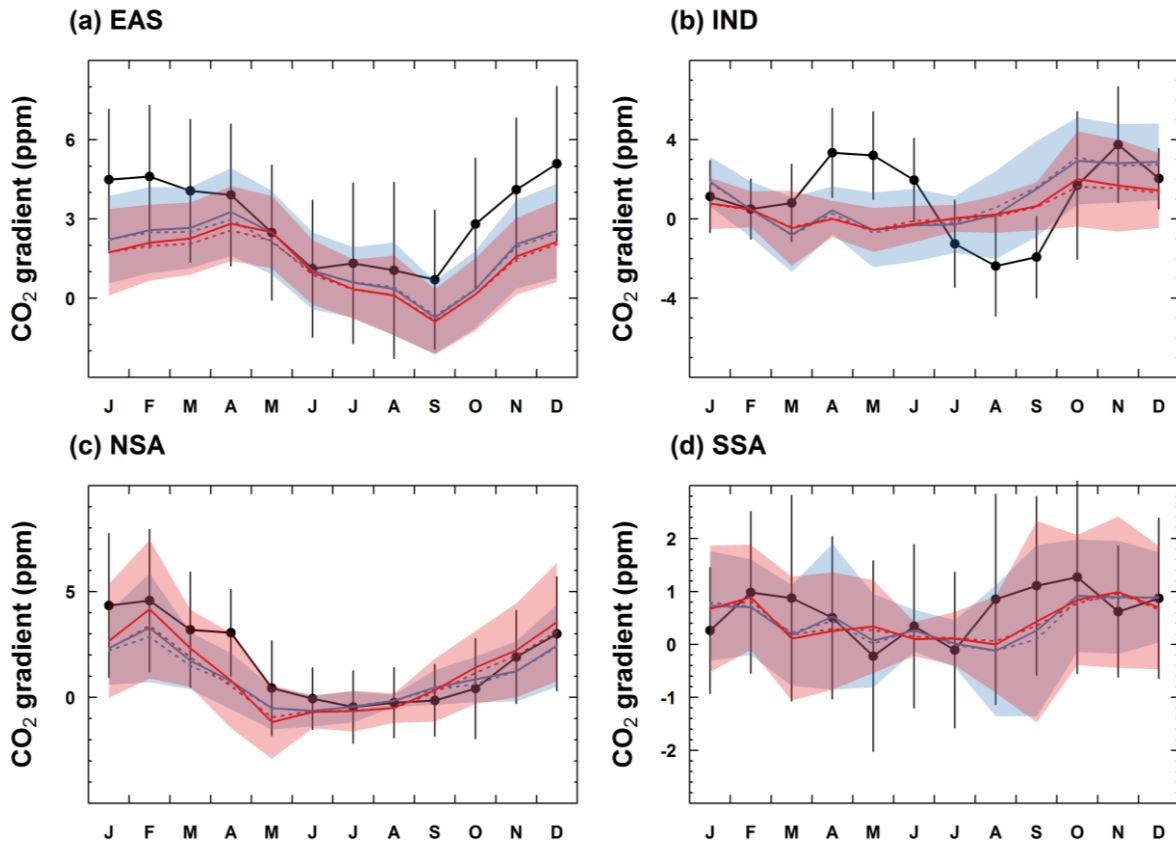 (a) EAS
CO₂ gradient (ppm)
6
3
0
J F M A M J J A S O N D
(b) IND
CO₂ gradient (ppm)
4
0
-4
J F M A M J J A S O N D
(c) NSA
CO₂ gradient (ppm)
5
0
J F M A M J J A S O N D
(d) SSA
CO₂ gradient (ppm)
2
1
0
-1
-2
J F M A M J J A S O N D